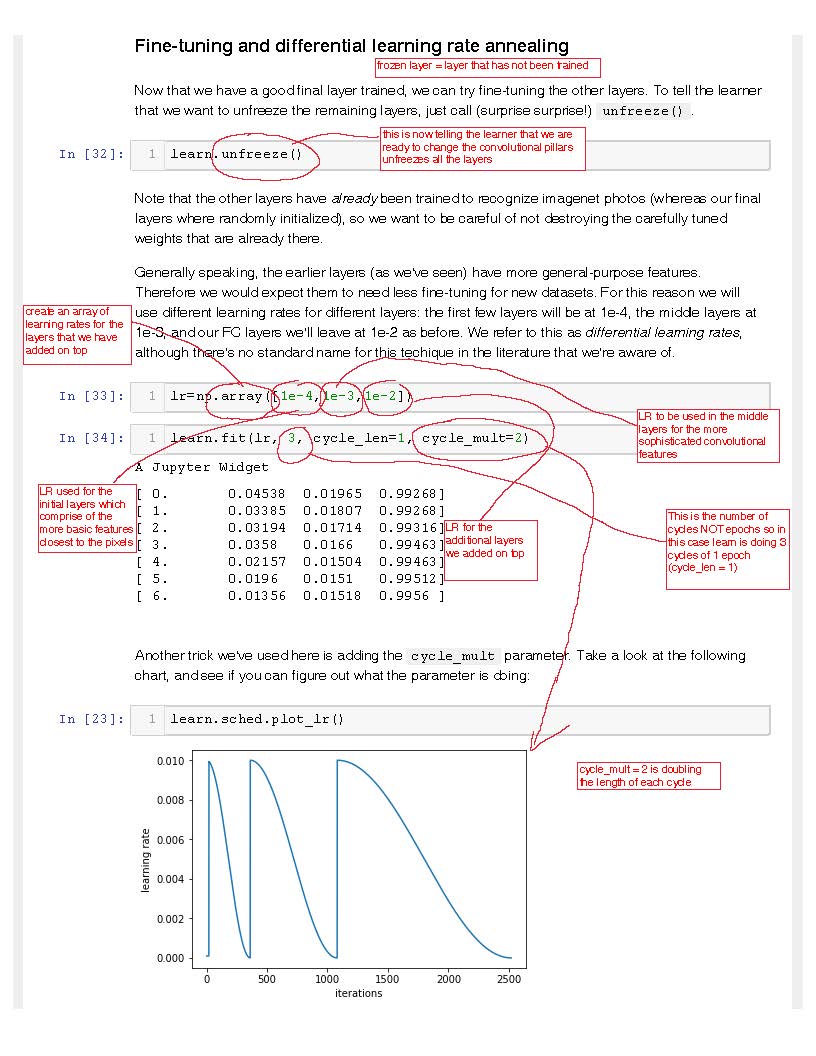 Fine-tuning and differential learning rate annealing
frozen layer = layer that has not been trained
Now that we have a good final layer trained, we can try fine-tuning the other layers. To tell the learner
that we want to unfreeze the remaining layers, just call (surprise surprise!) unfreeze() .
this is now telling the learner that we are
ready to change the convolutional pillars
unfreezes all the layers
In [32]: 1 learn.unfreeze()
Note that the other layers have already been trained to recognize imagenet photos (whereas our final
layers where randomly initialized), so we want to be careful of not destroying the carefully tuned
weights that are already there.
Generally speaking, the earlier layers (as we've seen) have more general-purpose features.
Therefore we would expect them to need less fine-tuning for new datasets. For this reason we will
use different learning rates for different layers: the first few layers will be at 1e-4, the middle layers at
1e-3, and our FC layers we'll leave at 1e-2 as before. We refer to this as differential learning rates,
although there's no standard name for this techique in the literature that we're aware of.
create an array of
learning rates for the
layers that we have
added on top
In [33]: 1 lr=np.array([1e-4,1e-3,1e-2])
LR to be used in the middle
layers for the more
sophisticated convolutional
features
In [34]: 1 learn.fit(lr, 3, cycle_len=1, cycle_mult=2)
A Jupyter Widget
LR used for the
initial layers which
comprise of the
more basic features
closest to the pixels
[ 0. 0.04538 0.01965 0.99268]
[ 1. 0.03385 0.01807 0.99268]
[ 2. 0.03194 0.01714 0.99316]
[ 3. 0.0358 0.0166 0.99463]
[ 4. 0.02157 0.01504 0.99463]
[ 5. 0.0196 0.0151 0.99512]
[ 6. 0.01356 0.01518 0.9956 ]
LR for the
additional layers
we added on top
This is the number of
cycles NOT epochs so in
this case learn is doing 3
cycles of 1 epoch
(cycle_len = 1)
Another trick we've used here is adding the cycle_mult parameter. Take a look at the following
chart, and see if you can figure out what the parameter is doing:
In [23]: 1 learn.sched.plot_lr()
cycle_mult = 2 is doubling
the length of each cycle
0.010
0.008
0.006
0.004
0.002
0.000
learning rate
0 500 1000 1500 2000 2500
iterations